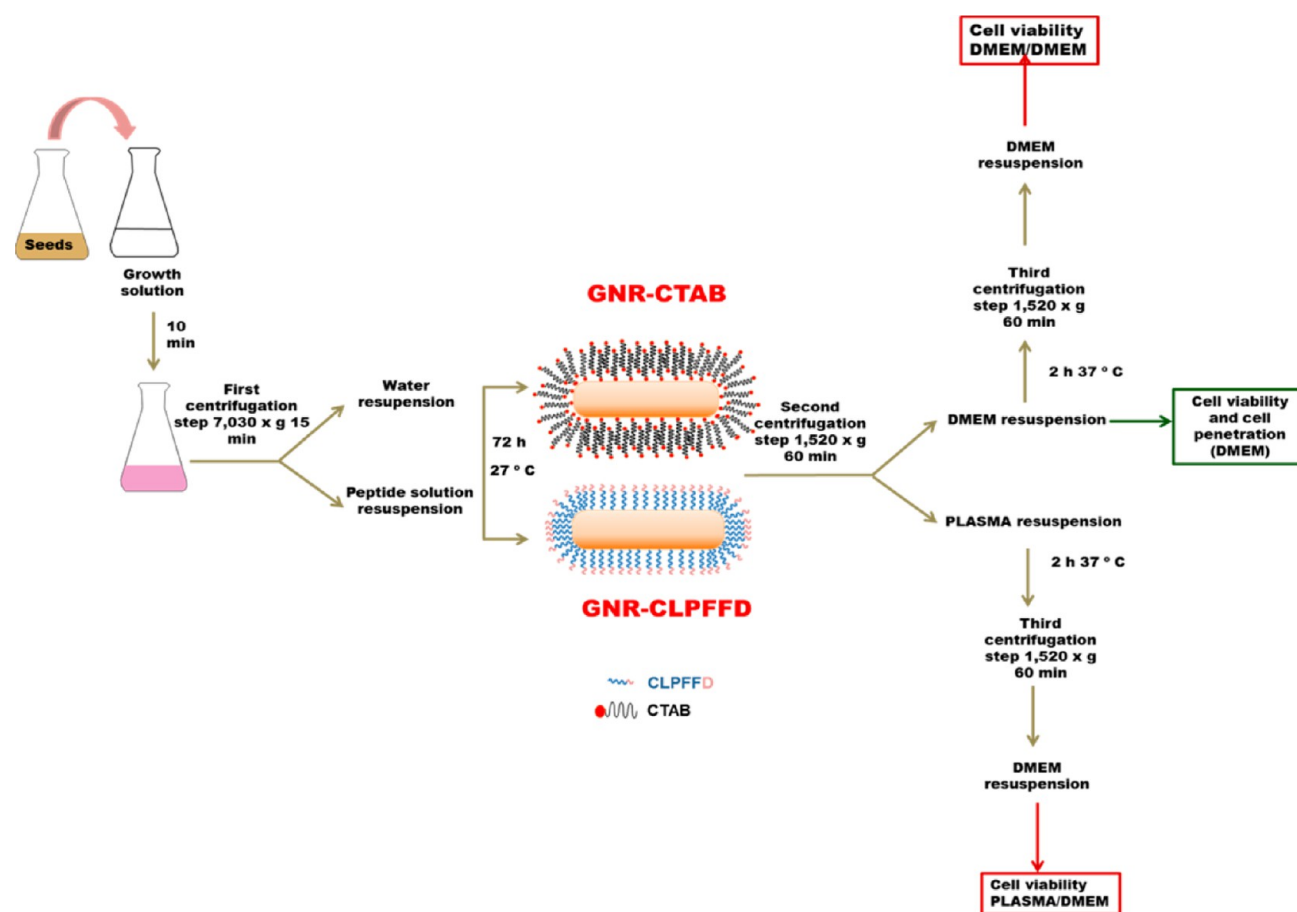 Seeds
Growth
solution
10
min
First
centrifugation
step 7,030 x g 15
min
Water
resupension
Peptide solution
resuspension
72 h
27 º C
GNR-CTAB
GNR-CLPFFD
CLPFFD
CTAB
Second
centrifugation
step 1,520 x g
60 min
DMEM resuspension
2 h 37 º C
Third
centrifugation
step 1,520 x g
60 min
DMEM
resuspension
Cell viability
DMEM/DMEM
Cell viability
and cell
penetration
(DMEM)
PLASMA resuspension
2 h 37 º C
Third
centrifugation
step 1,520 x g
60 min
DMEM
resuspension
Cell viability
PLASMA/DMEM